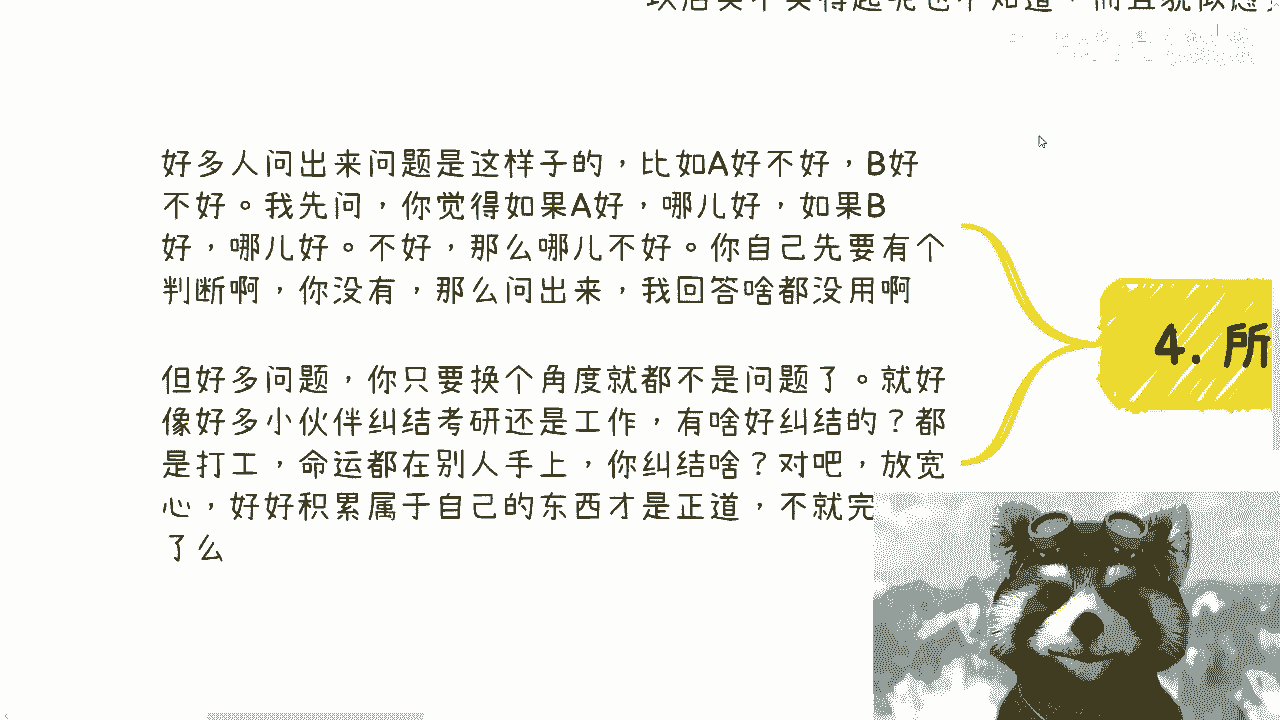 好多人问出来问题是这样子的，比如A好不好，B好
不好。我先问，你觉得如果A好，哪儿好，如果B
好，哪儿好。不好，那么哪儿不好。你自己先要有个
判断啊，你没有，那么问出来，我回答啥都没用啊
但好多问题，你只要换个角度就都不是问题了。就好
像好多小伙伴纠结考研还是工作，有啥好纠结的？都
是打工，命运都在别人手上，你纠结啥？对吧，放宽
心，好好积累属于自己的东西才是正道，不就完
了么
4. 所